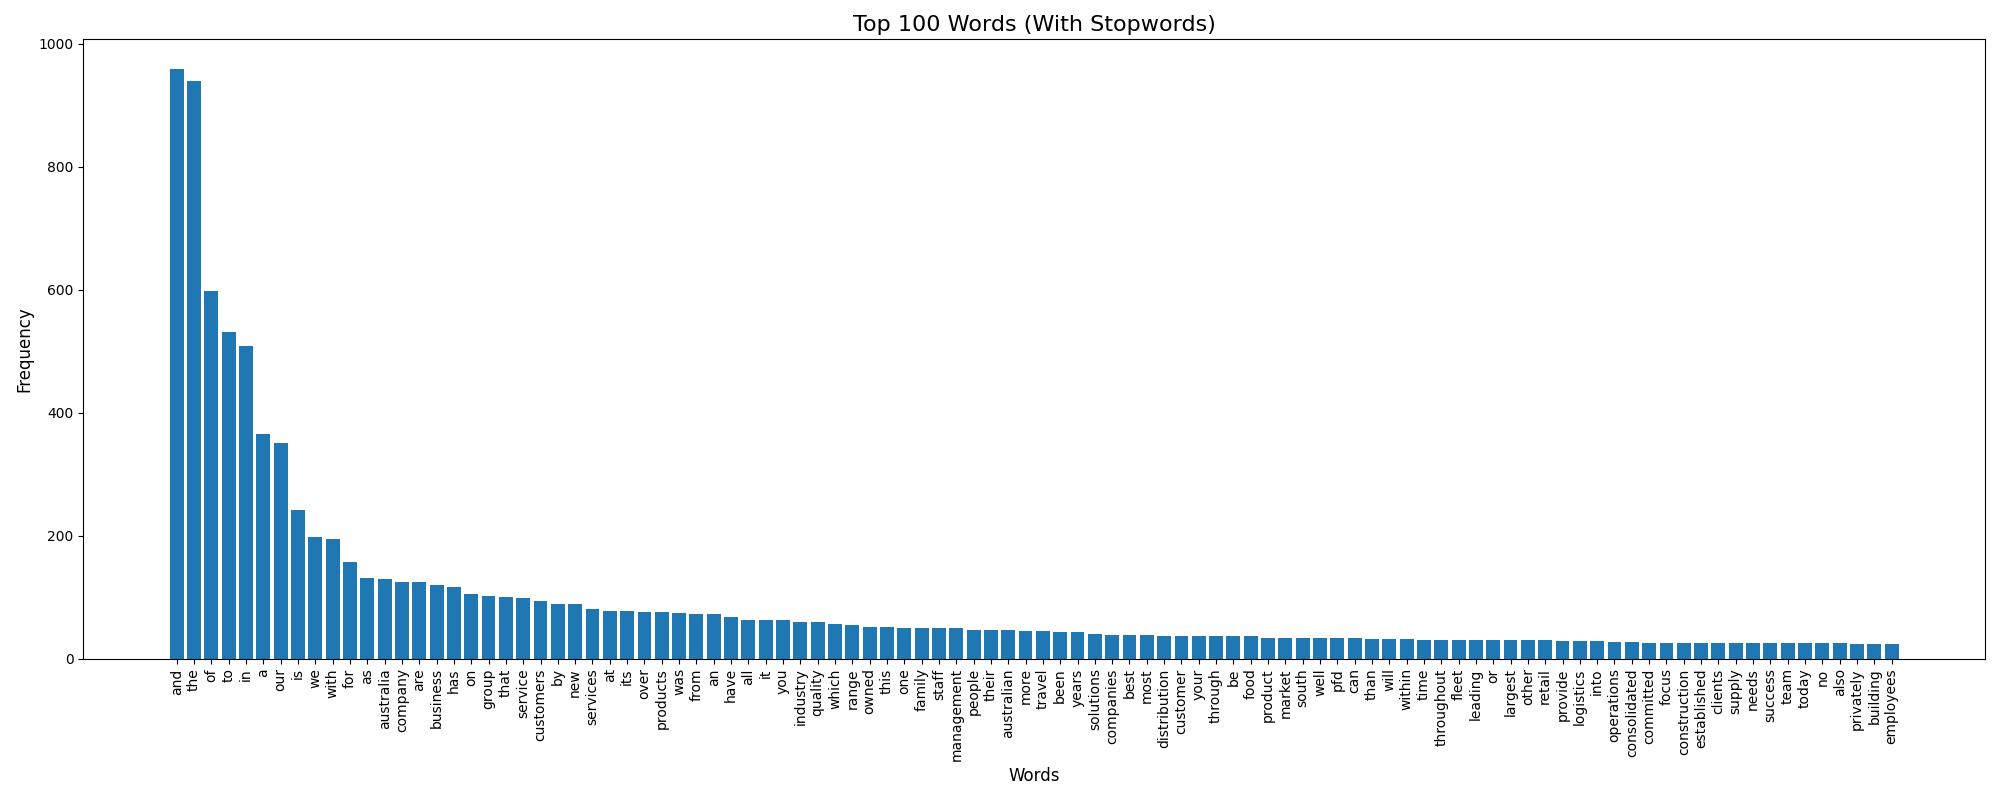 Top 100 Words (With Stopwords)
1000
800
600
400
200
0
Frequency
and
the
of
to
in
a
our
is
we
with
for
as
australia
company
are
business
has
on
group
that
service
customers
by
new
services
at
its
over
products
was
from
an
have
all
it
you
industry
quality
which
range
owned
this
one
family
staff
management
people
their
australian
more
travel
been
years
solutions
companies
best
most
distribution
customer
your
through
be
food
product
market
south
well
pfd
can
than
will
within
time
throughout
fleet
leading
or
largest
other
retail
provide
logistics
into
operations
consolidated
committed
focus
construction
established
clients
supply
needs
success
team
today
no
also
privately
building
employees
Words